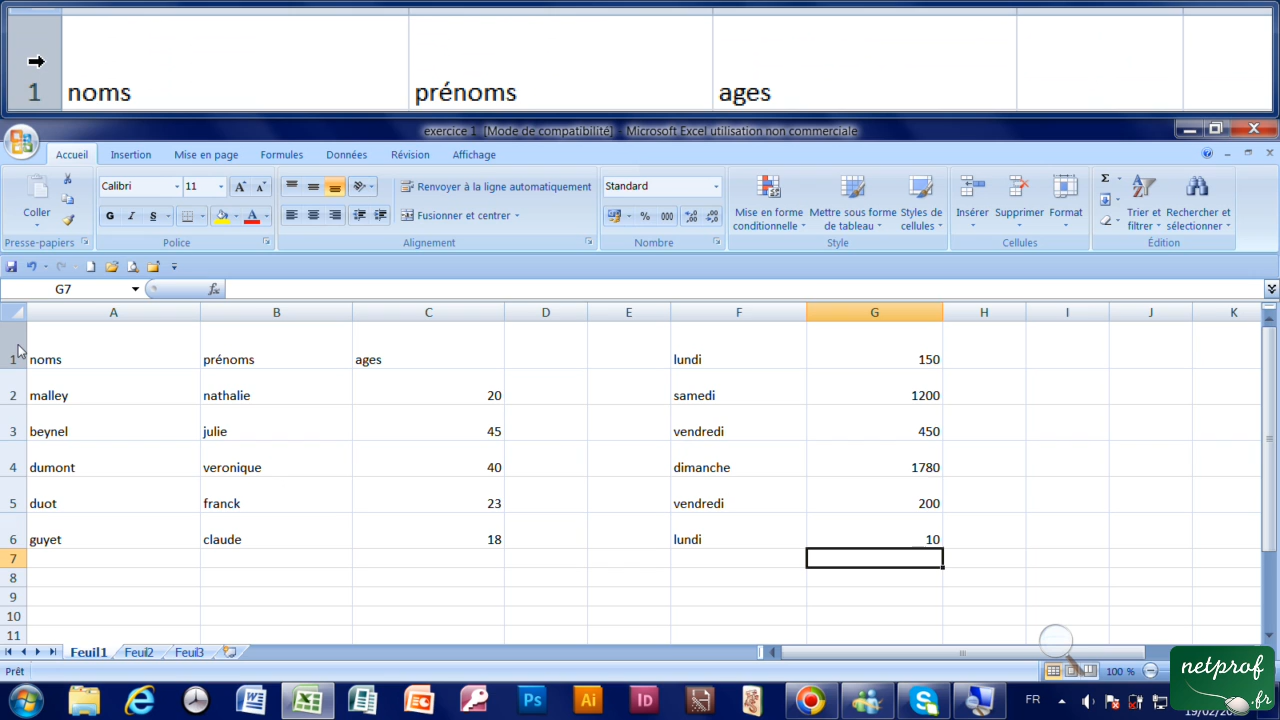 1 noms prénoms ages
exercice 1 [Mode de compatibilité] - Microsoft Excel utilisation non commerciale
Accueil Insertion Mise en page Formules Données Révision Affichage
Coller
Calibri 11
Renvoyer à la ligne automatiquement
Standard
Mise en forme conditionnelle
Mettre sous forme de tableau
Styles de cellules
Insérer Supprimer Format
Trier et filtrer
Rechercher et sélectionner
G I S
Fusionner et centrer
% 000
Presse-papiers Police Alignement Nombre Style Cellules Édition
G7 fx
A B C D E F G H I J K
1 noms prénoms ages lundi 150
2 malley nathalie 20 samedi 1200
3 beynel julie 45 vendredi 450
4 dumont veronique 40 dimanche 1780
5 duot franck 23 vendredi 200
6 guyet claude 18 lundi 10
7
8
9
10
11
Feuil1 Feuil2 Feuil3
Prêt 100 %
netprof.fr
W Ps Ai ID FR